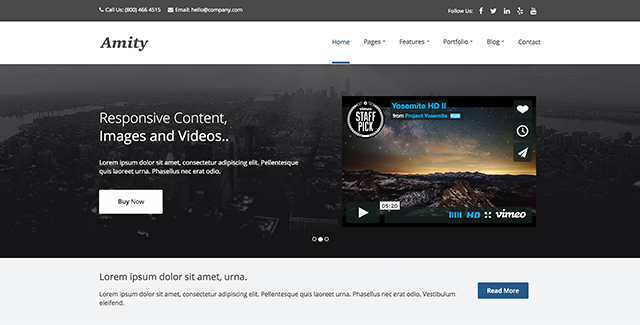 Call Us: (800) 466 4515 Email: hello@company.com Follow Us:
Amity Home Pages Features Portfolio Blog Contact
Responsive Content,
Images and Videos..
Lorem ipsum dolor sit amet, consectetur adipiscing elit. Pellentesque
quis laoreet mauris. Phasellus nec erat odio.
Buy Now
vimeo
STAFF
PICK
Yosemite HD II
from Project Yosemite PLUS
05:20
HD vimeo
Lorem ipsum dolor sit amet, urna.
Lorem ipsum dolor sit amet, consectetur adipiscing elit. Pellentesque quis laoreet mauris. Phasellus nec erat odio. Vestibulum
eleifend.
Read More